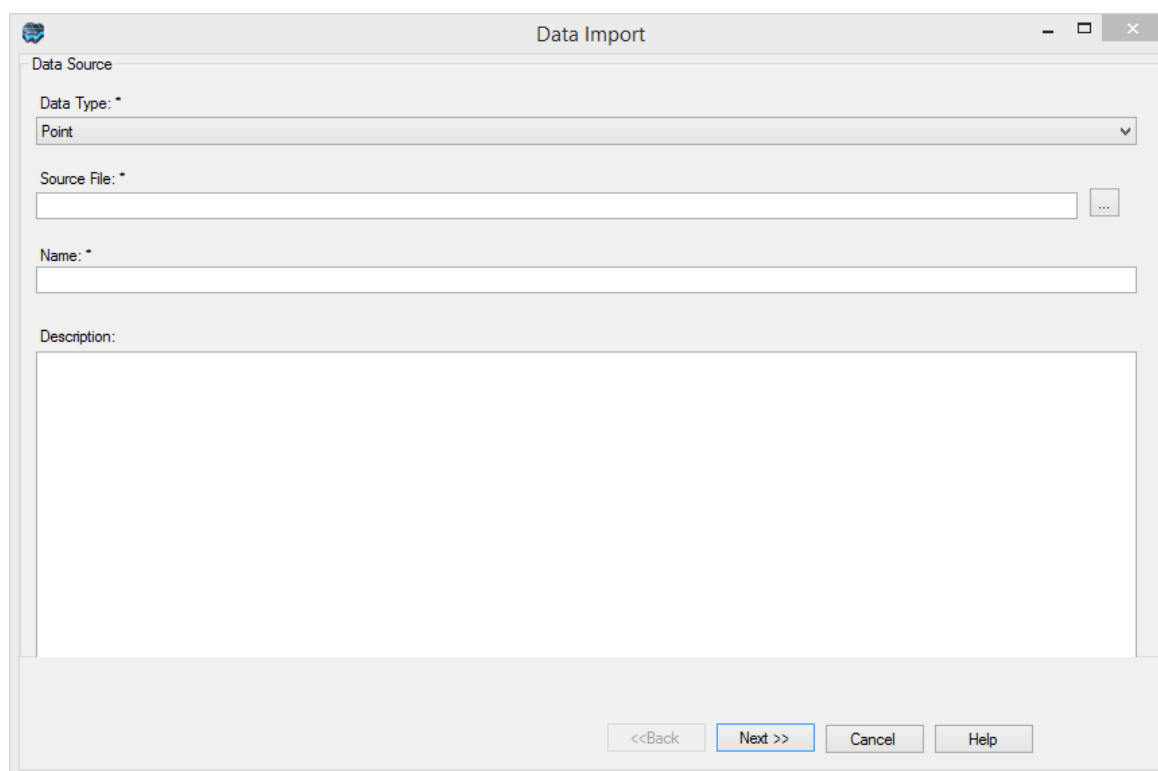 Data Import
Data Source
Data Type: *
Point
Source File: *
...
Name: *
Description:
<<Back Next >> Cancel Help